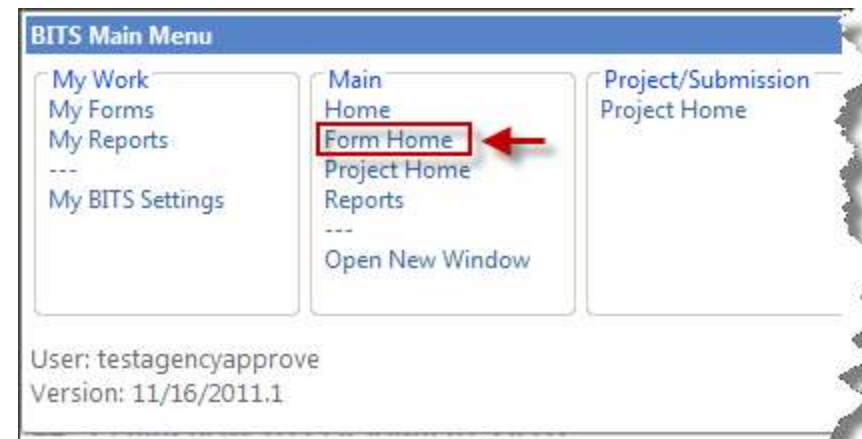 BITS Main Menu
My Work
My Forms
My Reports
---
My BITS Settings
Main
Home
Form Home
Project Home
Reports
---
Open New Window
Project/Submission
Project Home
User: testagencyapprove
Version: 11/16/2011.1